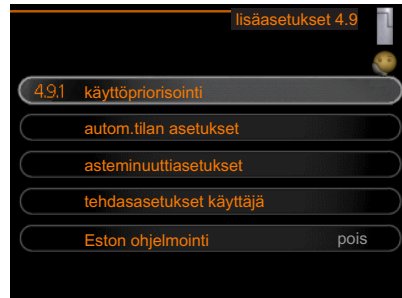 lisäasetukset 4.9
4.9.1 käyttöpriorisointi
autom.tilan asetukset
asteminuuttiasetukset
tehdasasetukset käyttäjä
Eston ohjelmointi pois